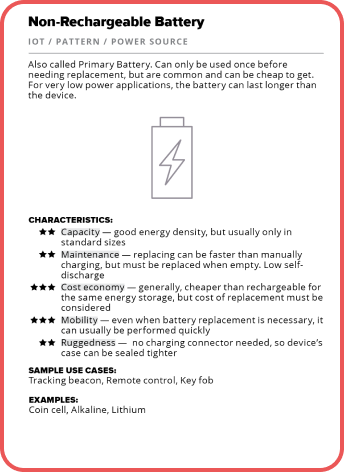 Non-Rechargeable Battery
IOT / PATTERN / POWER SOURCE
Also called Primary Battery. Can only be used once before
needing replacement, but are common and can be cheap to get.
For very low power applications, the battery can last longer than
the device.
CHARACTERISTICS:
★★ Capacity — good energy density, but usually only in
standard sizes
★★ Maintenance — replacing can be faster than manually
charging, but must be replaced when empty. Low self-
discharge
★★★ Cost economy — generally, cheaper than rechargeable for
the same energy storage, but cost of replacement must be
considered
★★★ Mobility — even when battery replacement is necessary, it
can usually be performed quickly
★★ Ruggedness — no charging connector needed, so device's
case can be sealed tighter
SAMPLE USE CASES:
Tracking beacon, Remote control, Key fob
EXAMPLES:
Coin cell, Alkaline, Lithium